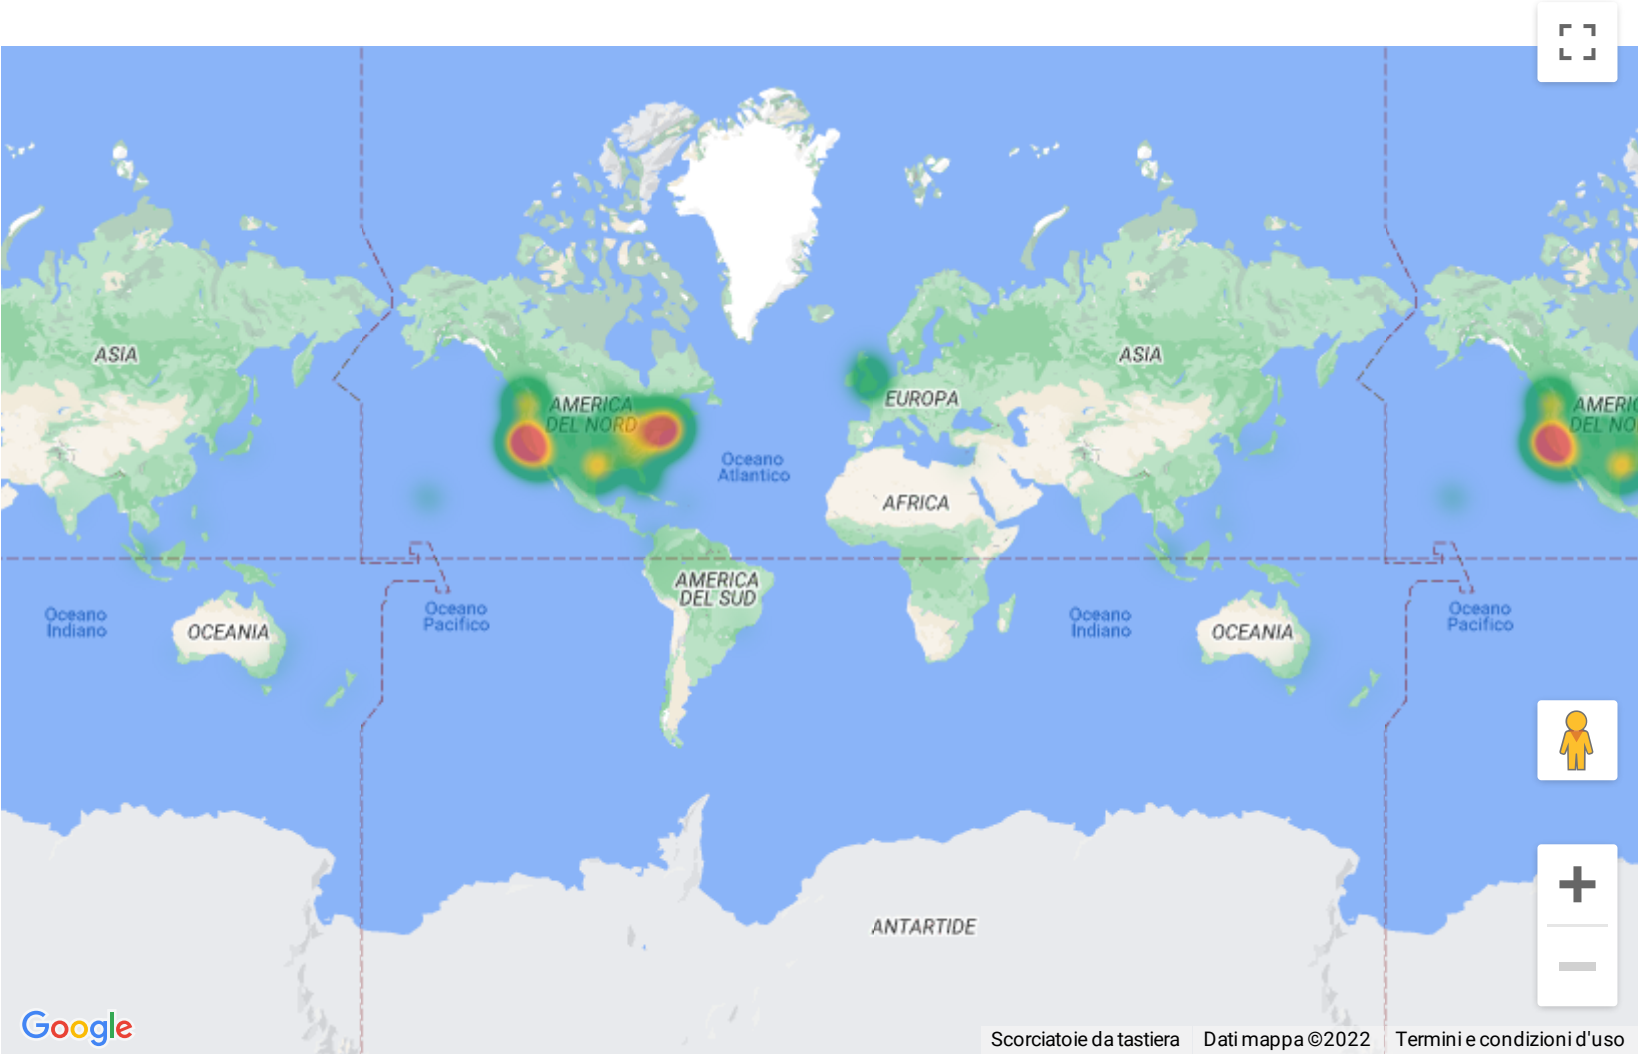 ASIA
ASIA
AMERICA
DEL NORD
EUROPA
AMERIC
DEL NO
Oceano
Atlantico
AFRICA
AMERICA
DEL SUD
Oceano
Indiano
OCEANIA
Oceano
Pacifico
Oceano
Indiano
OCEANIA
Oceano
Pacifico
ANTARTIDE
Google
Scorciatoie da tastiera
Dati mappa ©2022
Termini e condizioni d'uso